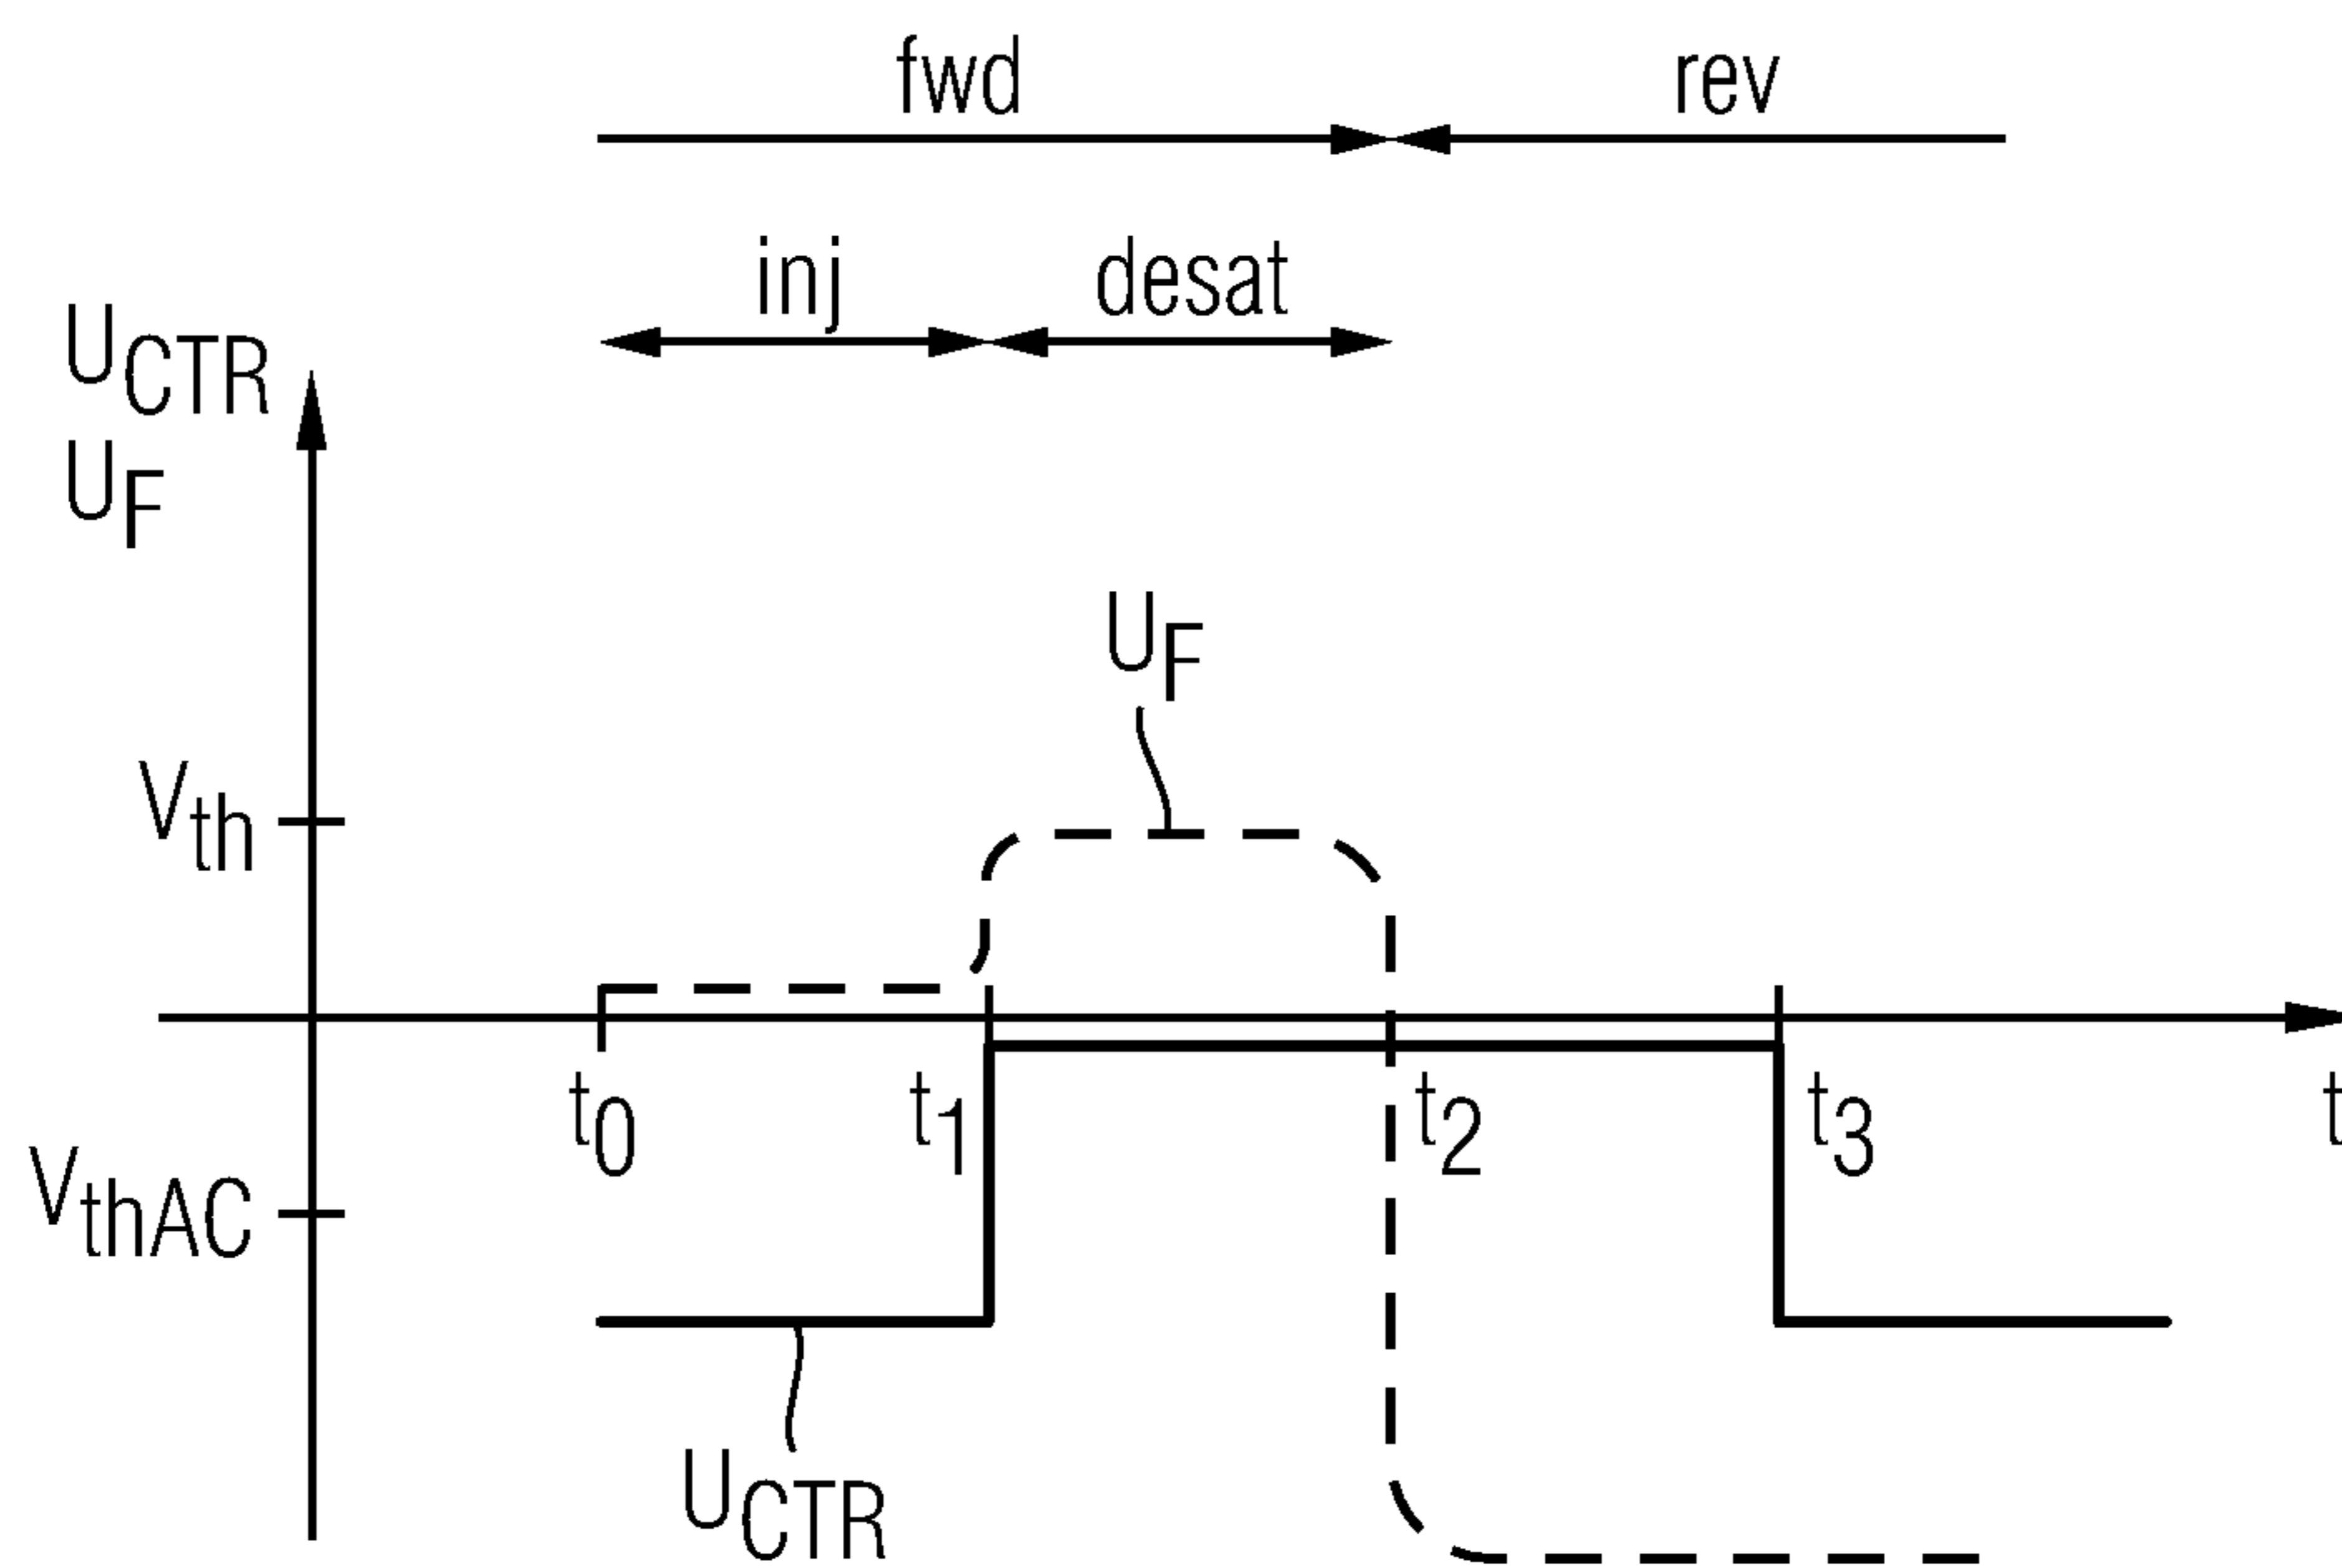 fwd rev
inj desat
UCTR
UF
UF
Vth
t0 t1 t2 t3 t
VthAC
UCTR